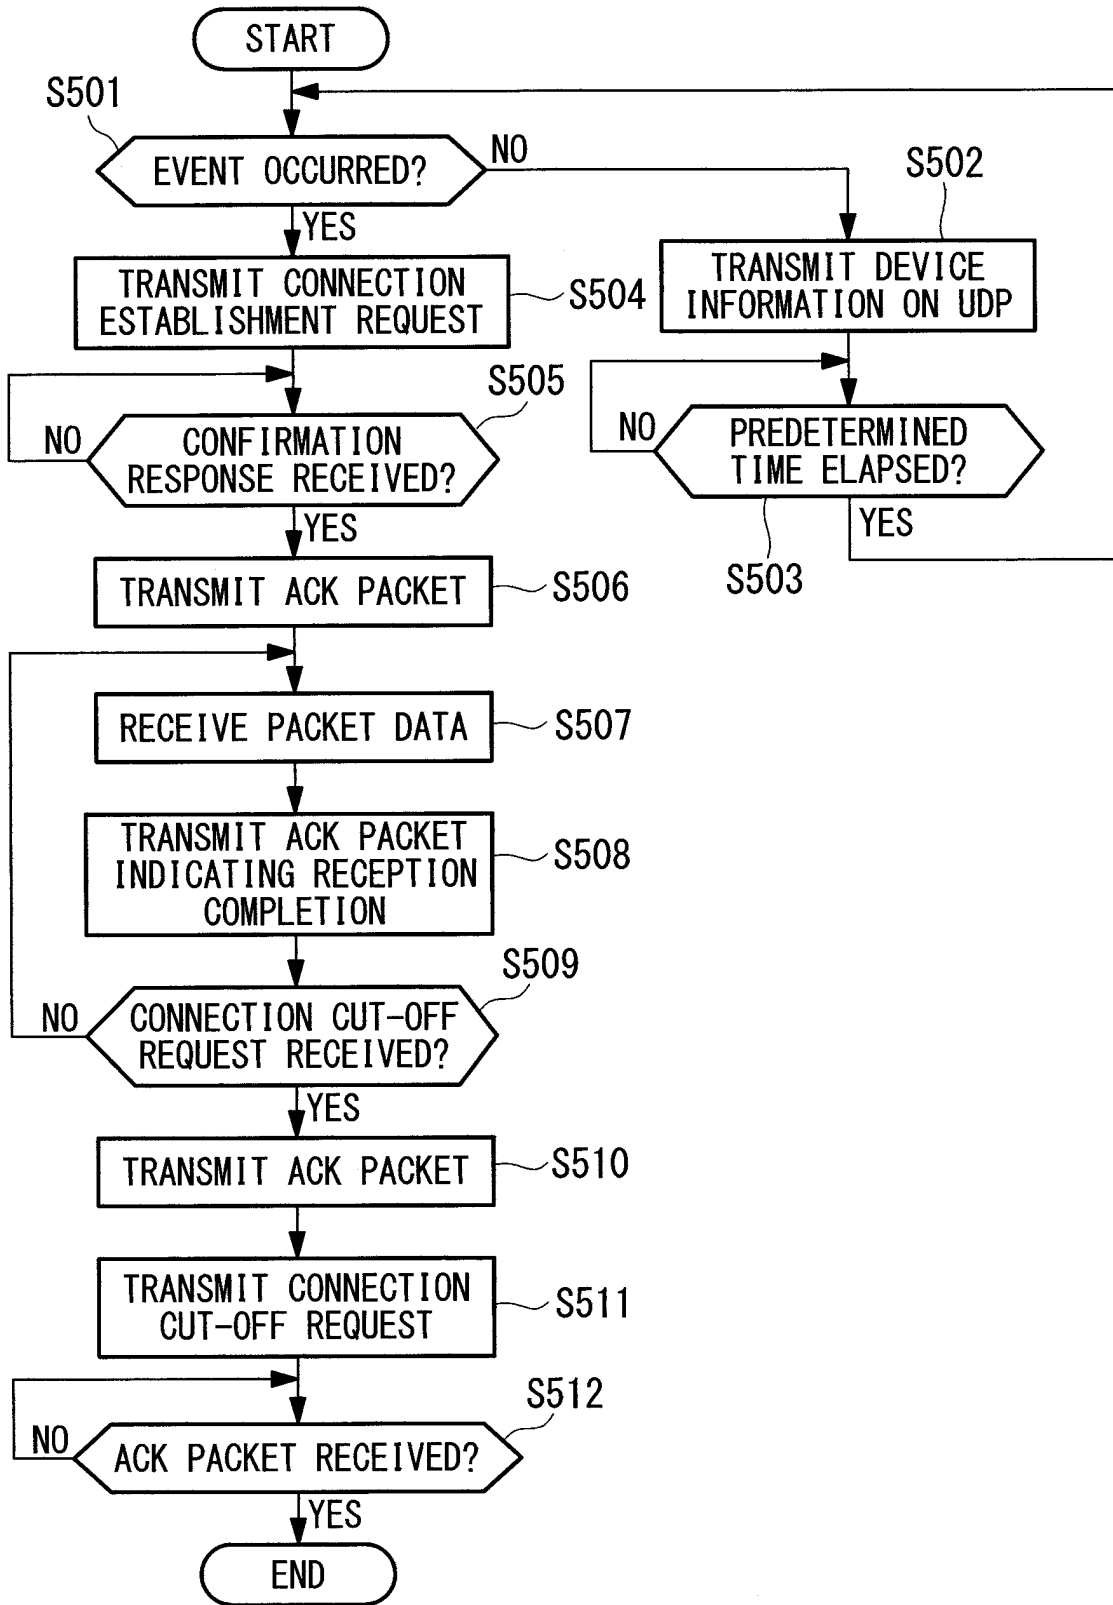 START
S501
EVENT OCCURRED?
NO
YES
S502
TRANSMIT DEVICE
INFORMATION ON UDP
TRANSMIT CONNECTION
ESTABLISHMENT REQUEST
S504
S505
NO
CONFIRMATION
RESPONSE RECEIVED?
YES
NO
PREDETERMINED
TIME ELAPSED?
YES
S503
TRANSMIT ACK PACKET
S506
RECEIVE PACKET DATA
S507
TRANSMIT ACK PACKET
INDICATING RECEPTION
COMPLETION
S508
S509
NO
CONNECTION CUT-OFF
REQUEST RECEIVED?
YES
TRANSMIT ACK PACKET
S510
TRANSMIT CONNECTION
CUT-OFF REQUEST
S511
S512
NO
ACK PACKET RECEIVED?
YES
END